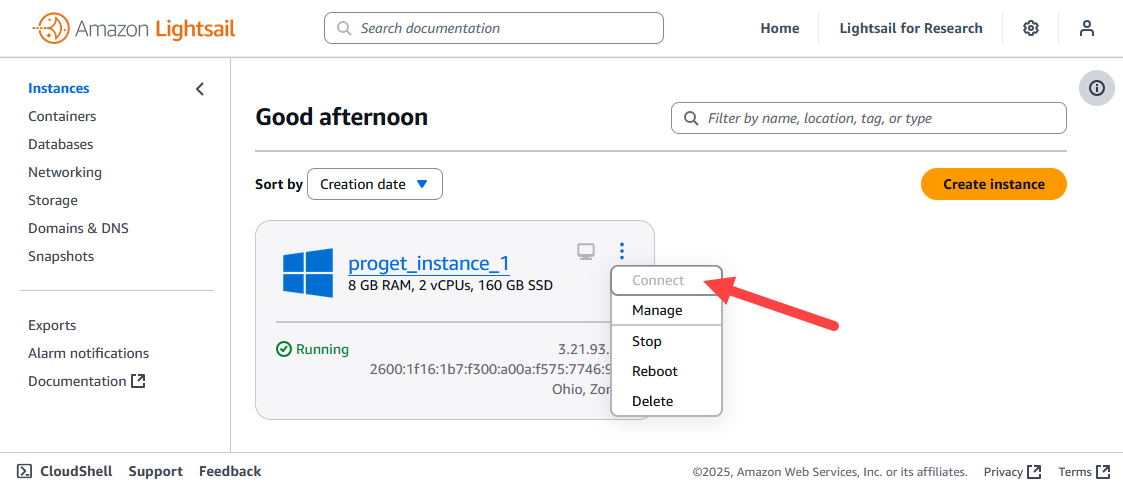 Amazon Lightsail
Search documentation
Home
Lightsail for Research
Instances
Containers
Databases
Networking
Storage
Domains & DNS
Snapshots
Exports
Alarm notifications
Documentation
Good afternoon
Filter by name, location, tag, or type
Sort by Creation date
Create instance
proget_instance_1
8 GB RAM, 2 vCPUs, 160 GB SSD
Running
3.21.93.
2600:1f16:1b7:f300:a00a:f575:7746:9
Ohio, Zon
Connect
Manage
Stop
Reboot
Delete
CloudShell Support Feedback
©2025, Amazon Web Services, Inc. or its affiliates. Privacy Terms